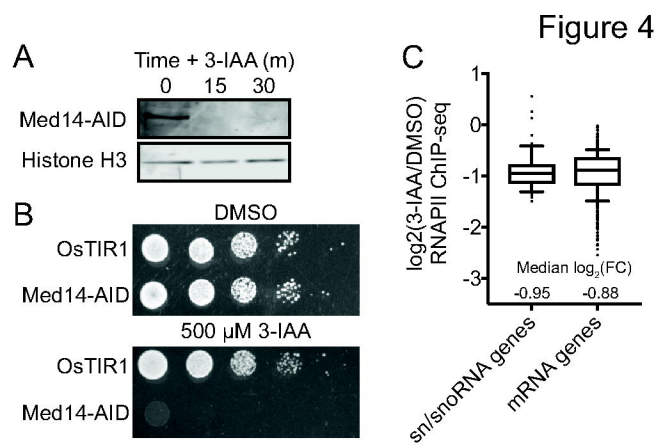 Figure 4
A
Time + 3-IAA (m)
0 15 30
Med14-AID
Histone H3
B
DMSO
OsTIR1
Med14-AID
500 µM 3-IAA
OsTIR1
Med14-AID
C
log2(3-IAA/DMSO)
RNAPII ChIP-seq
1
0
-1
-2
-3
Median log2(FC)
-0.95 -0.88
sn/snoRNA genes
mRNA genes